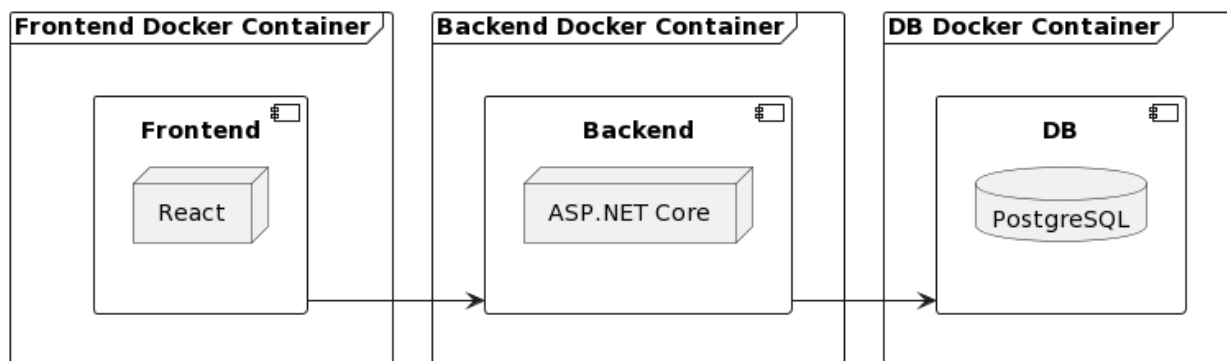 Frontend Docker Container
Backend Docker Container
DB Docker Container
Frontend
Backend
DB
React
ASP.NET Core
PostgreSQL